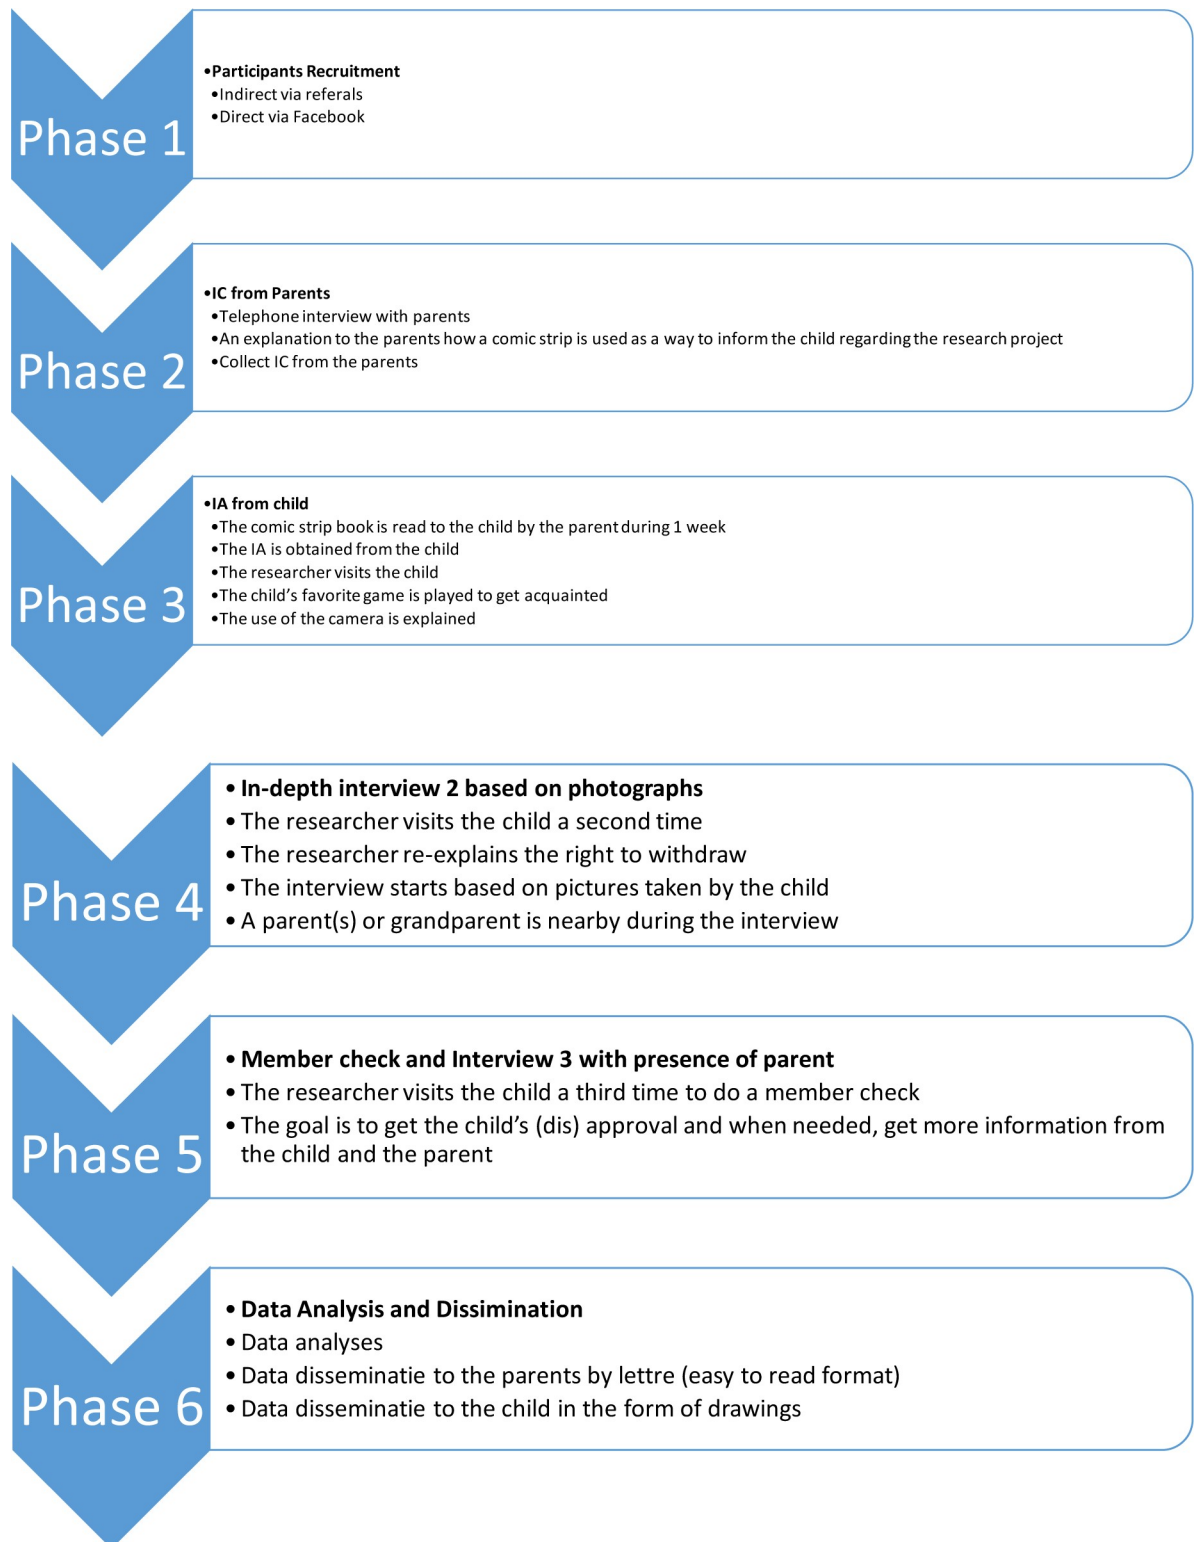 Phase 1
•Participants Recruitment
•Indirect via referals
•Direct via Facebook
Phase 2
•IC from Parents
•Telephone interview with parents
•An explanation to the parents how a comic strip is used as a way to inform the child regarding the research project
•Collect IC from the parents
Phase 3
•IA from child
•The comic strip book is read to the child by the parent during 1 week
•The IA is obtained from the child
•The researcher visits the child
•The child's favorite game is played to get acquainted
•The use of the camera is explained
Phase 4
• In-depth interview 2 based on photographs
• The researcher visits the child a second time
• The researcher re-explains the right to withdraw
• The interview starts based on pictures taken by the child
• A parent(s) or grandparent is nearby during the interview
Phase 5
• Member check and Interview 3 with presence of parent
• The researcher visits the child a third time to do a member check
• The goal is to get the child's (dis) approval and when needed, get more information from
the child and the parent
Phase 6
• Data Analysis and Dissimination
• Data analyses
• Data disseminatie to the parents by lettre (easy to read format)
• Data disseminatie to the child in the form of drawings